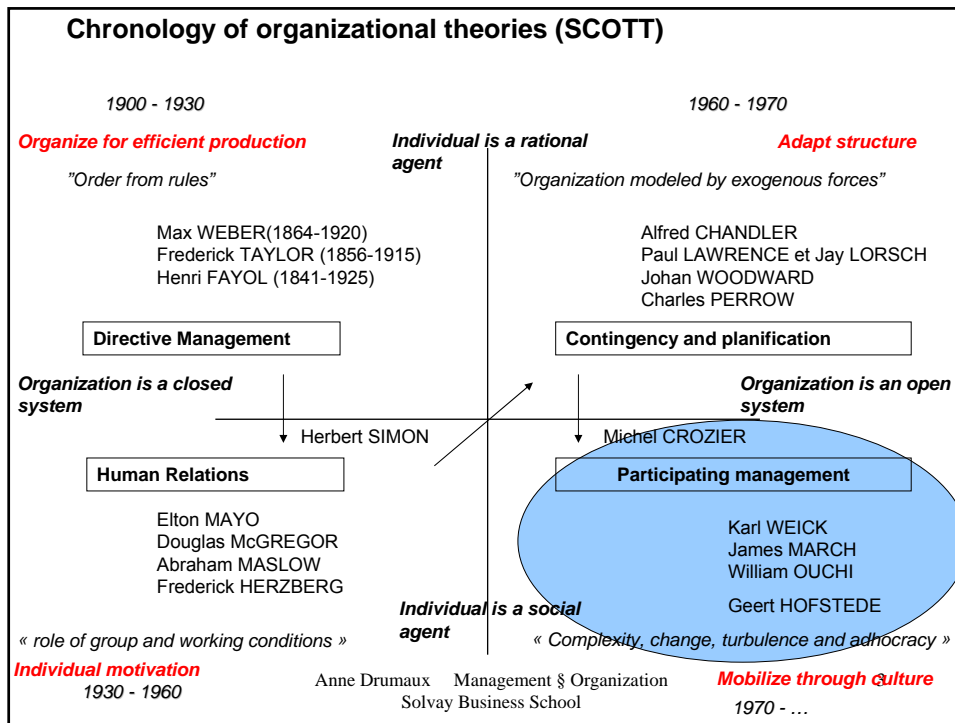 Chronology of organizational theories (SCOTT)
1900 - 1930
1960 - 1970
Organize for efficient production
Individual is a rational
agent
Adapt structure
"Order from rules"
"Organization modeled by exogenous forces"
Max WEBER(1864-1920)
Frederick TAYLOR (1856-1915)
Henri FAYOL (1841-1925)
Alfred CHANDLER
Paul LAWRENCE et Jay LORSCH
Johan WOODWARD
Charles PERROW
Directive Management
Contingency and planification
Organization is a closed
system
Organization is an open
system
Herbert SIMON
Michel CROZIER
Human Relations
Participating management
Elton MAYO
Douglas McGREGOR
Abraham MASLOW
Frederick HERZBERG
Karl WEICK
James MARCH
William OUCHI
Geert HOFSTEDE
Individual is a social
agent
« role of group and working conditions »
« Complexity, change, turbulence and adhocracy »
Individual motivation
1930 - 1960
Anne Drumaux Management § Organization
Solvay Business School
Mobilize through culture
3
1970 - …